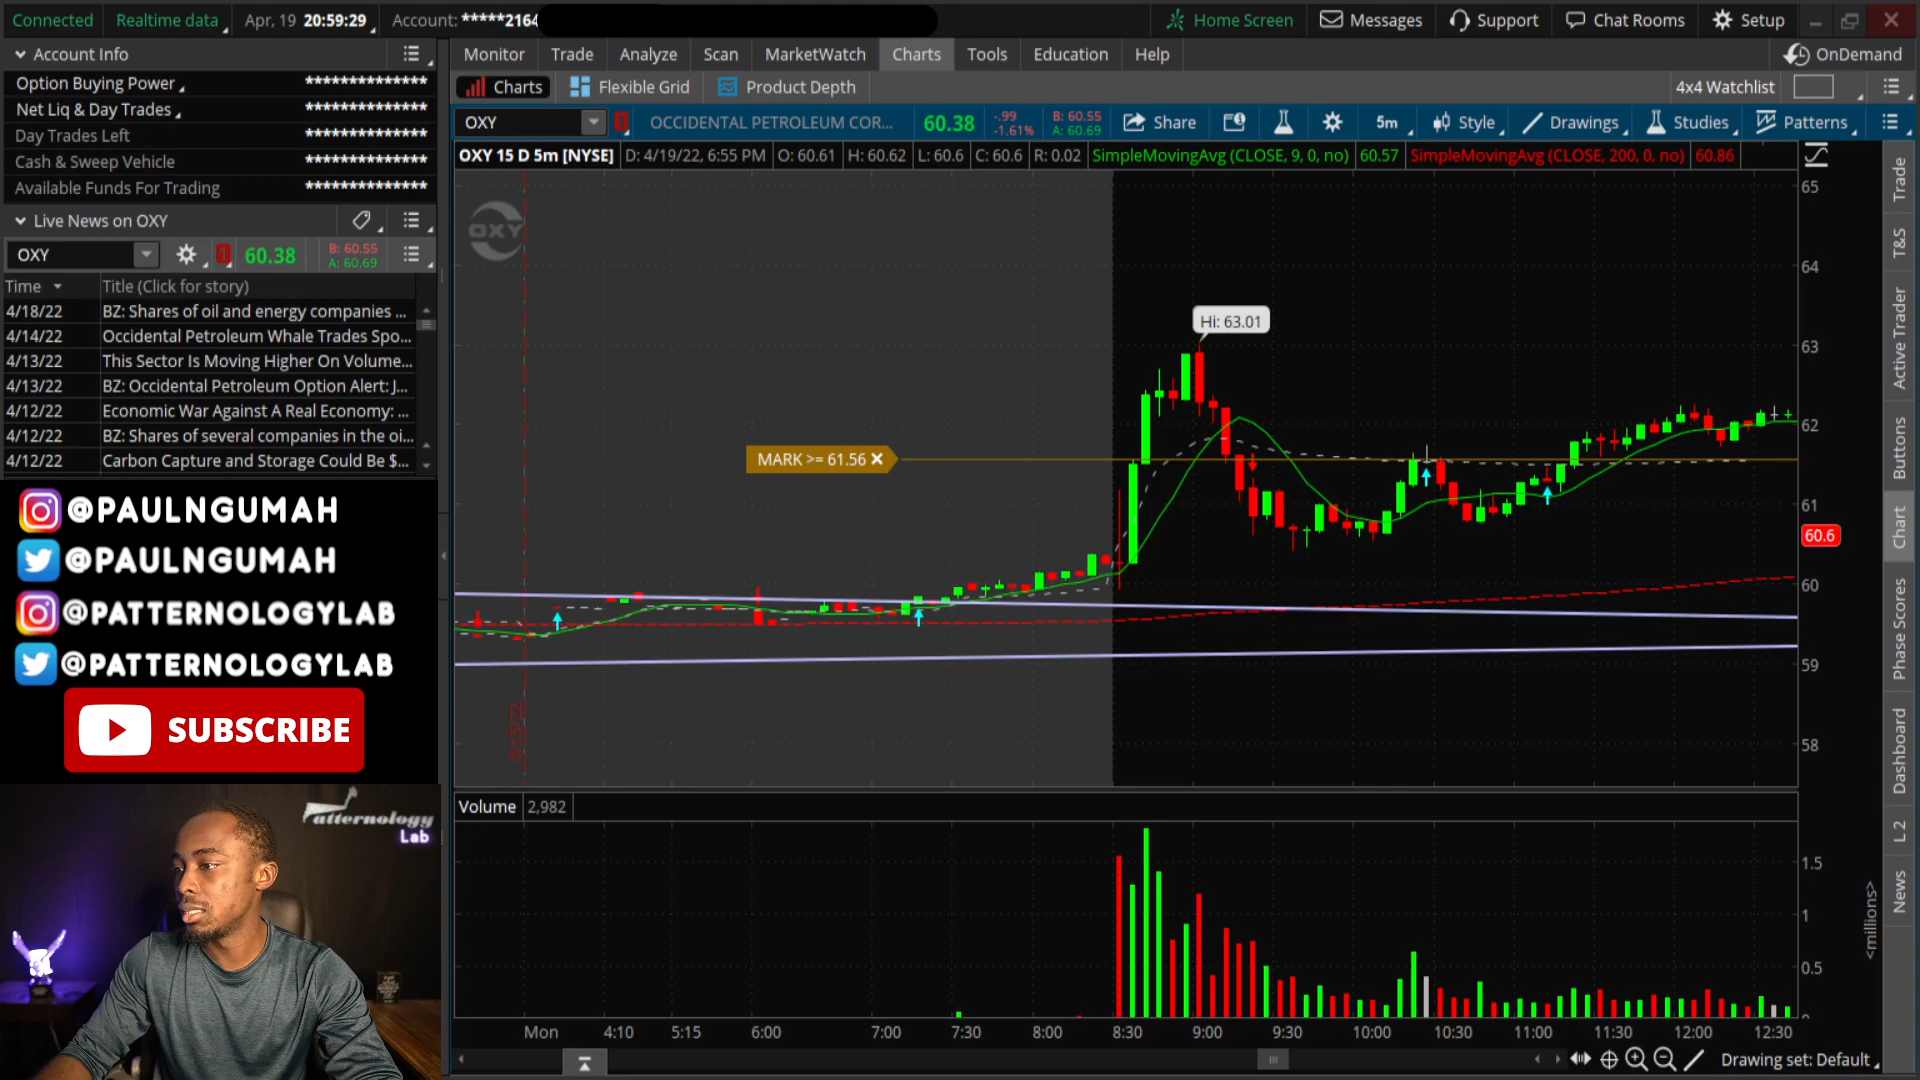 Connected Realtime data Apr, 19 20:59:29 Account: *****2164 Home Screen Messages Support Chat Rooms Setup
Account Info
Option Buying Power **************
Net Liq & Day Trades **************
Day Trades Left **************
Cash & Sweep Vehicle **************
Available Funds For Trading **************
Live News on OXY
OXY 1 60.38 B: 60.55
A: 60.69
Time Title (Click for story)
4/18/22 BZ: Shares of oil and energy companies ...
4/14/22 Occidental Petroleum Whale Trades Spo...
4/13/22 This Sector Is Moving Higher On Volume...
4/13/22 BZ: Occidental Petroleum Option Alert: J...
4/12/22 Economic War Against A Real Economy: ...
4/12/22 BZ: Shares of several companies in the oi...
4/12/22 Carbon Capture and Storage Could Be $...
@PAULNGUMAH
@PAULNGUMAH
@PATTERNOLOGYLAB
@PATTERNOLOGYLAB
SUBSCRIBE
Patternology
Lab
Monitor Trade Analyze Scan MarketWatch Charts Tools Education Help OnDemand
Charts Flexible Grid Product Depth 4x4 Watchlist
OXY 1 OCCIDENTAL PETROLEUM COR... 60.38 -.99
-1.61% B: 60.55
A: 60.69 Share 5m Style Drawings Studies Patterns
OXY 15 D 5m [NYSE] D: 4/19/22, 6:55 PM O: 60.61 H: 60.62 L: 60.6 C: 60.6 R: 0.02 SimpleMovingAvg (CLOSE, 9, 0, no) 60.57 SimpleMovingAvg (CLOSE, 200, 0, no) 60.86
OXY
Hi: 63.01
MARK >= 61.56
4/15/22
65
64
63
62
61
60.6
60
59
58
Volume 2,982
1.5
1
0.5
0
<millions>
Mon 4:10 5:15 6:00 7:00 7:30 8:00 8:30 9:00 9:30 10:00 10:30 11:00 11:30 12:00 12:30
Drawing set: Default
Trade
T&S
Active Trader
Buttons
Chart
Phase Scores
Dashboard
L 2
News